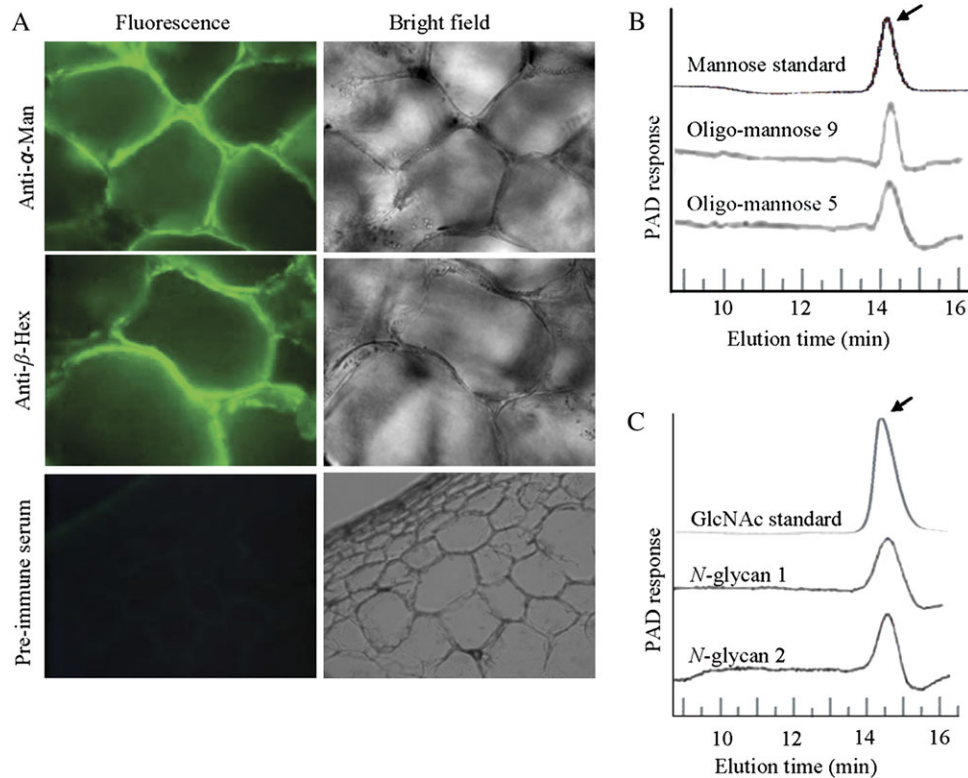 A
Fluorescence
Bright field
Anti-α-Man
Anti-β-Hex
Pre-immune serum
B
Mannose standard
Oligo-mannose 9
Oligo-mannose 5
PAD response
10 12 14 16
Elution time (min)
C
GlcNAc standard
N-glycan 1
N-glycan 2
PAD response
10 12 14 16
Elution time (min)